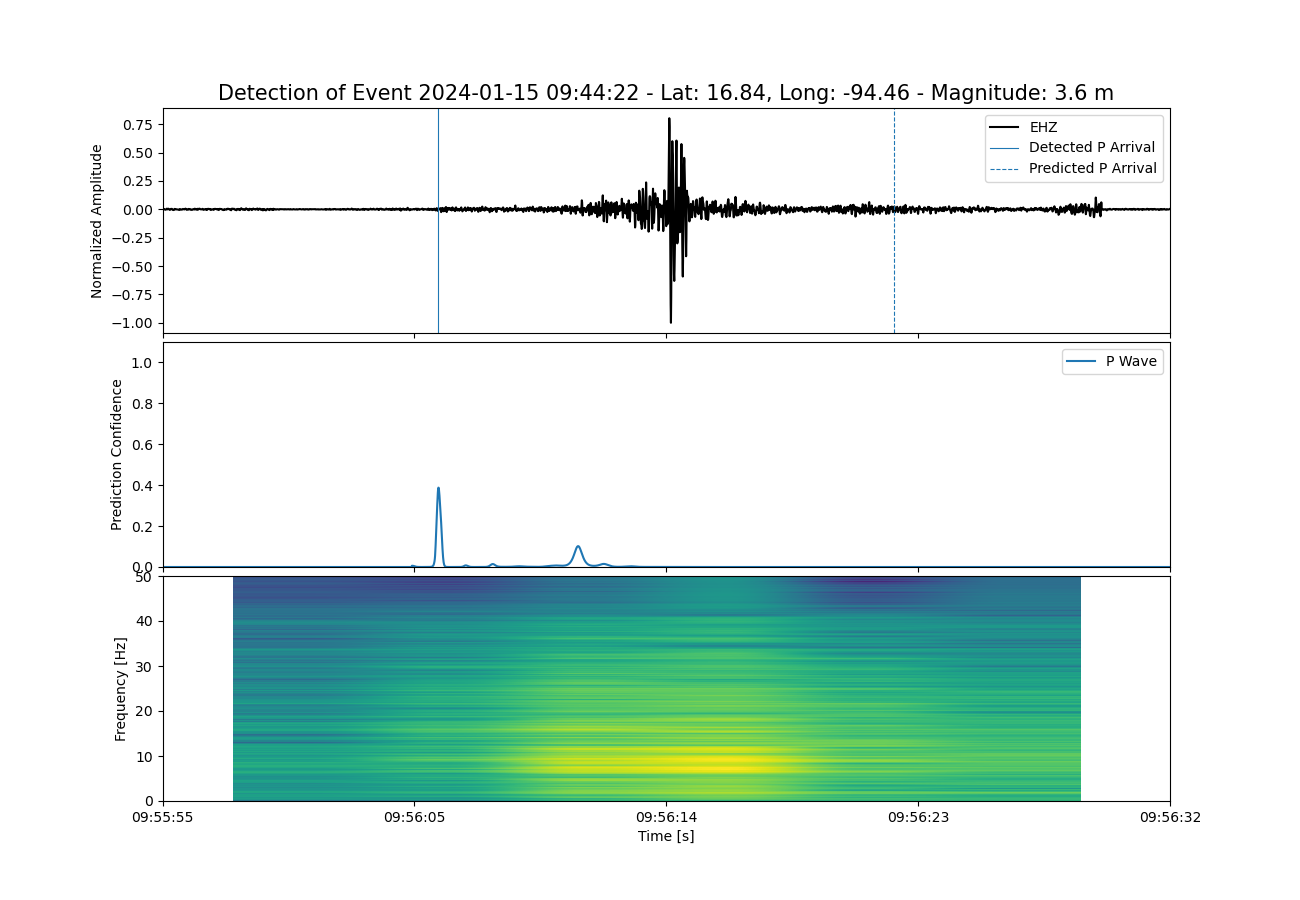 Detection of Event 2024-01-15 09:44:22 - Lat: 16.84, Long: -94.46 - Magnitude: 3.6 m
Normalized Amplitude
0.75
0.50
0.25
0.00
−0.25
−0.50
−0.75
−1.00
EHZ
Detected P Arrival
Predicted P Arrival
Prediction Confidence
1.0
0.8
0.6
0.4
0.2
0.0
P Wave
Frequency [Hz]
50
40
30
20
10
0
09:55:55
09:56:05
09:56:14
09:56:23
09:56:32
Time [s]